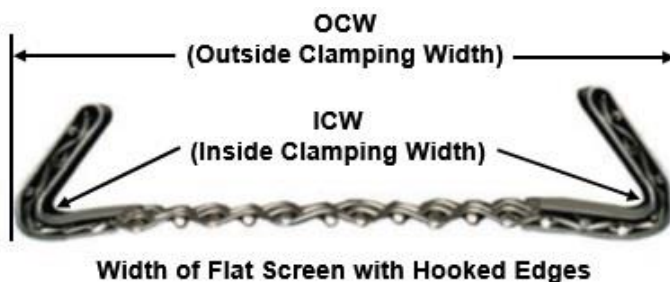 OCW
(Outside Clamping Width)
ICW
(Inside Clamping Width)
Width of Flat Screen with Hooked Edges